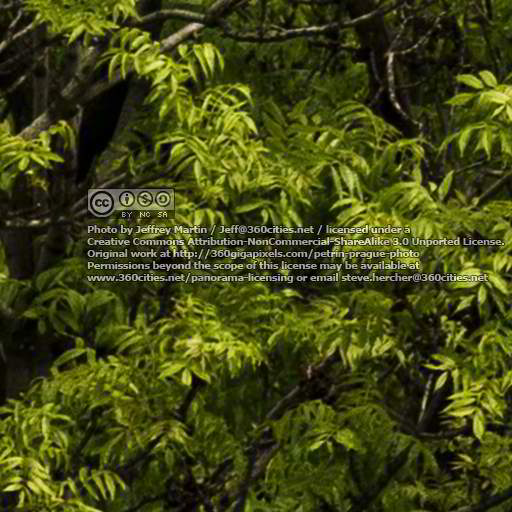 cc BY NC SA
Photo by Jeffrey Martin / Jeff@360cities.net / licensed under a
Creative Commons Attribution-NonCommercial-ShareAlike 3.0 Unported License.
Original work at http://360gigapixels.com/petrin-prague-photo
Permissions beyond the scope of this license may be available at
www.360cities.net/panorama-licensing or email steve.hercher@360cities.net